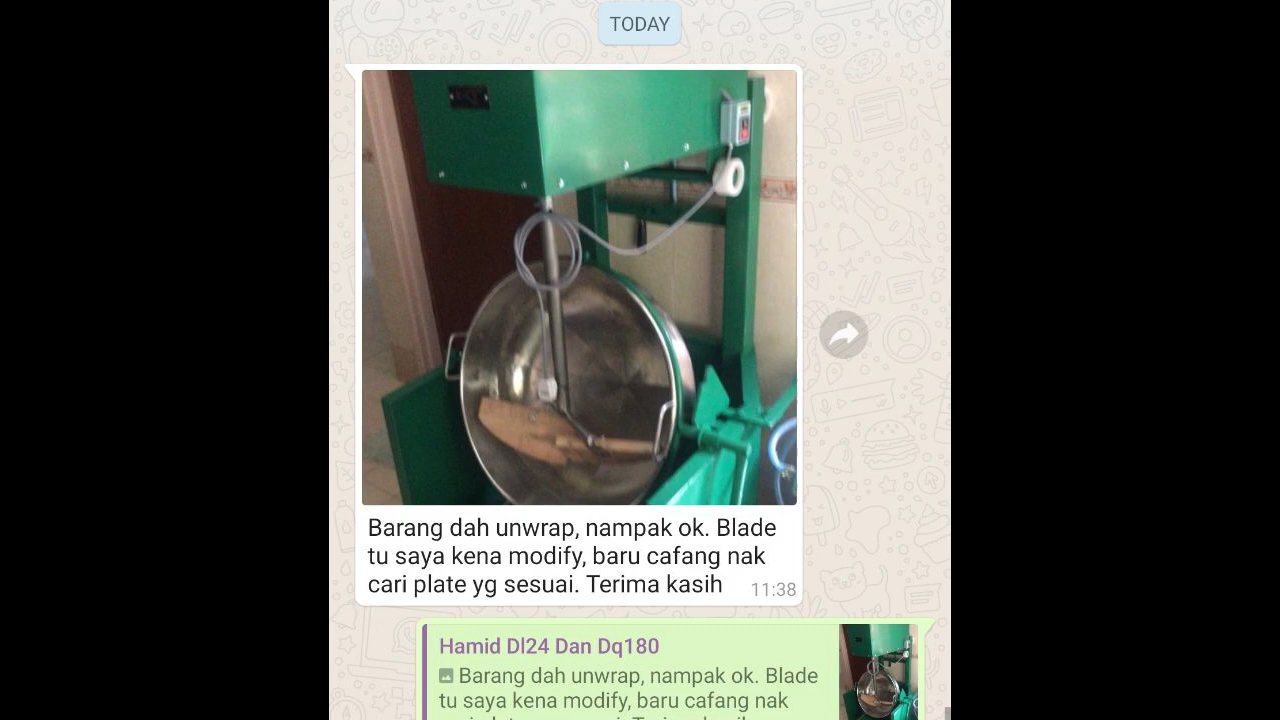 TODAY
Barang dah unwrap, nampak ok. Blade
tu saya kena modify, baru cafang nak
cari plate yg sesuai. Terima kasih
11:38
Hamid Dl24 Dan Dq180
Barang dah unwrap, nampak ok. Blade
tu saya kena modify, baru cafang nak